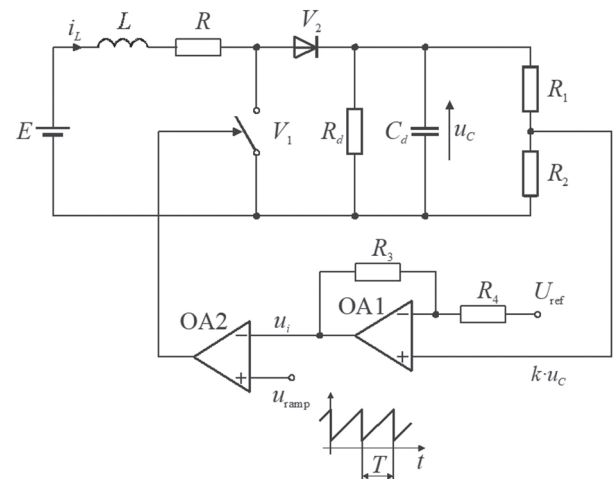 i_L
L
R
V_2
E
V_1
R_d
C_d
u_C
R_1
R_2
R_3
OA1
R_4
U_ref
OA2
u_i
−
+
−
+
k·u_C
u_ramp
T
t